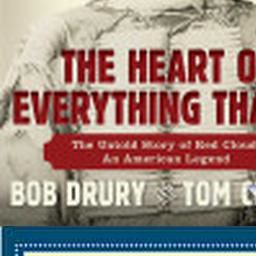 THE HEART O
EVERYTHING THA
The Untold Story of Red Cloud
An American Legend
BOB DRURY & TOM C